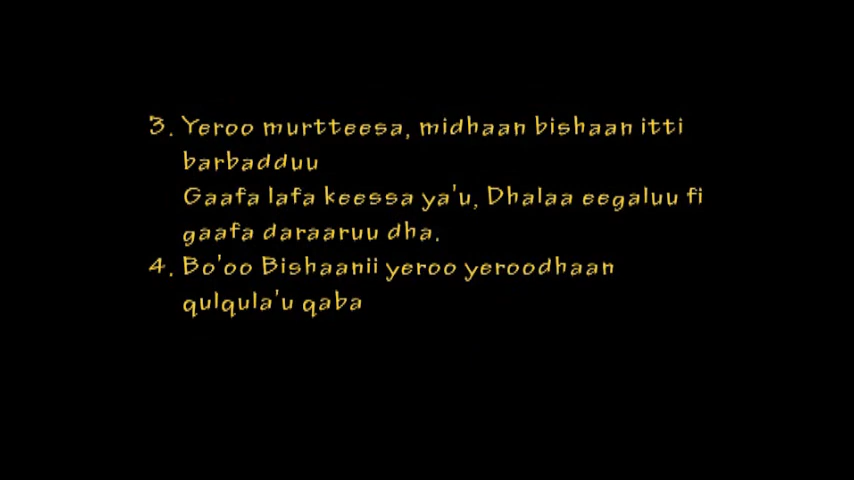 3. Yeroo murtteesa, midhaan bishaan itti
barbadduu
Gaafa lafa keessa ya'u, Dhalaa eegaluu fi
gaafa daraaruu dha.
4. Bo'oo Bishaanii yeroo yeroodhaan
qulqula'u qaba